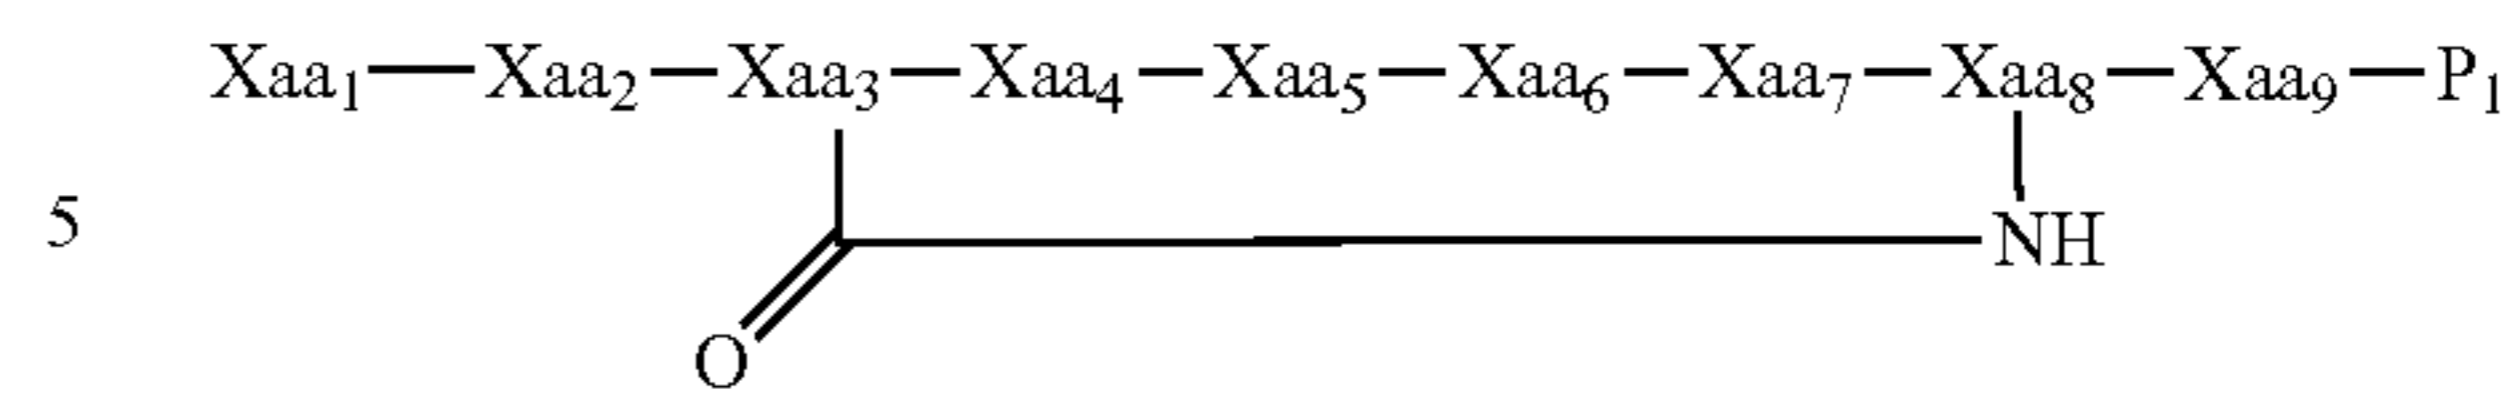 Xaa₁—Xaa₂—Xaa₃—Xaa₄—Xaa₅—Xaa₆—Xaa₇—Xaa₈—Xaa₉—P₁
5 NH
O